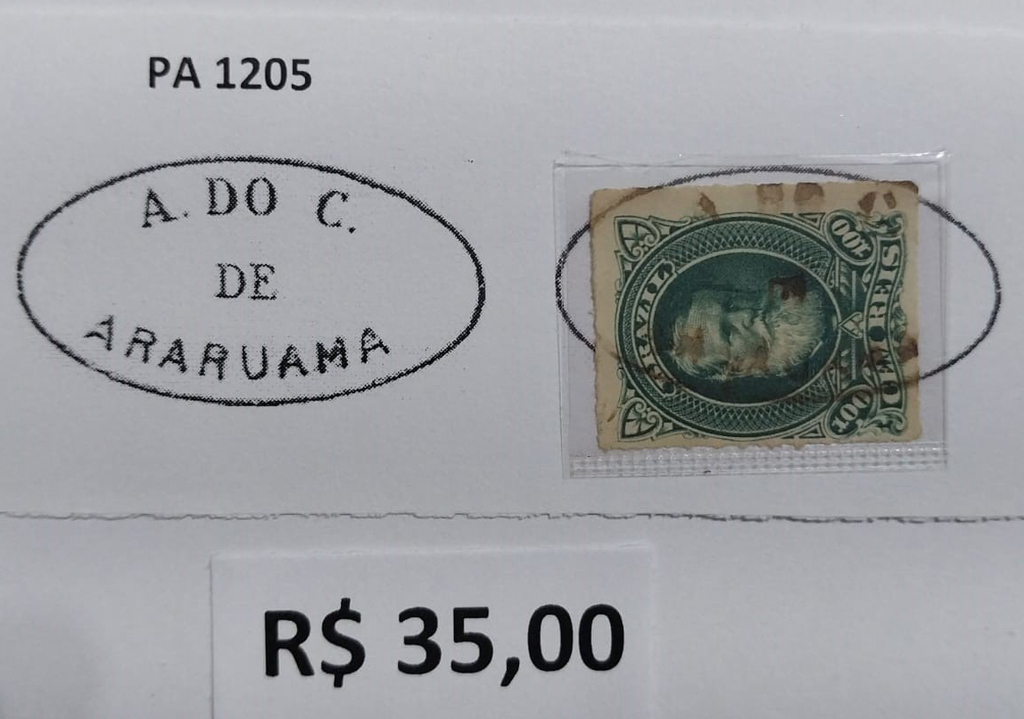 PA 1205
A. DO C.
DE
ARARUAMA
BRAZIL
100
CEM REIS
100
R$ 35,00